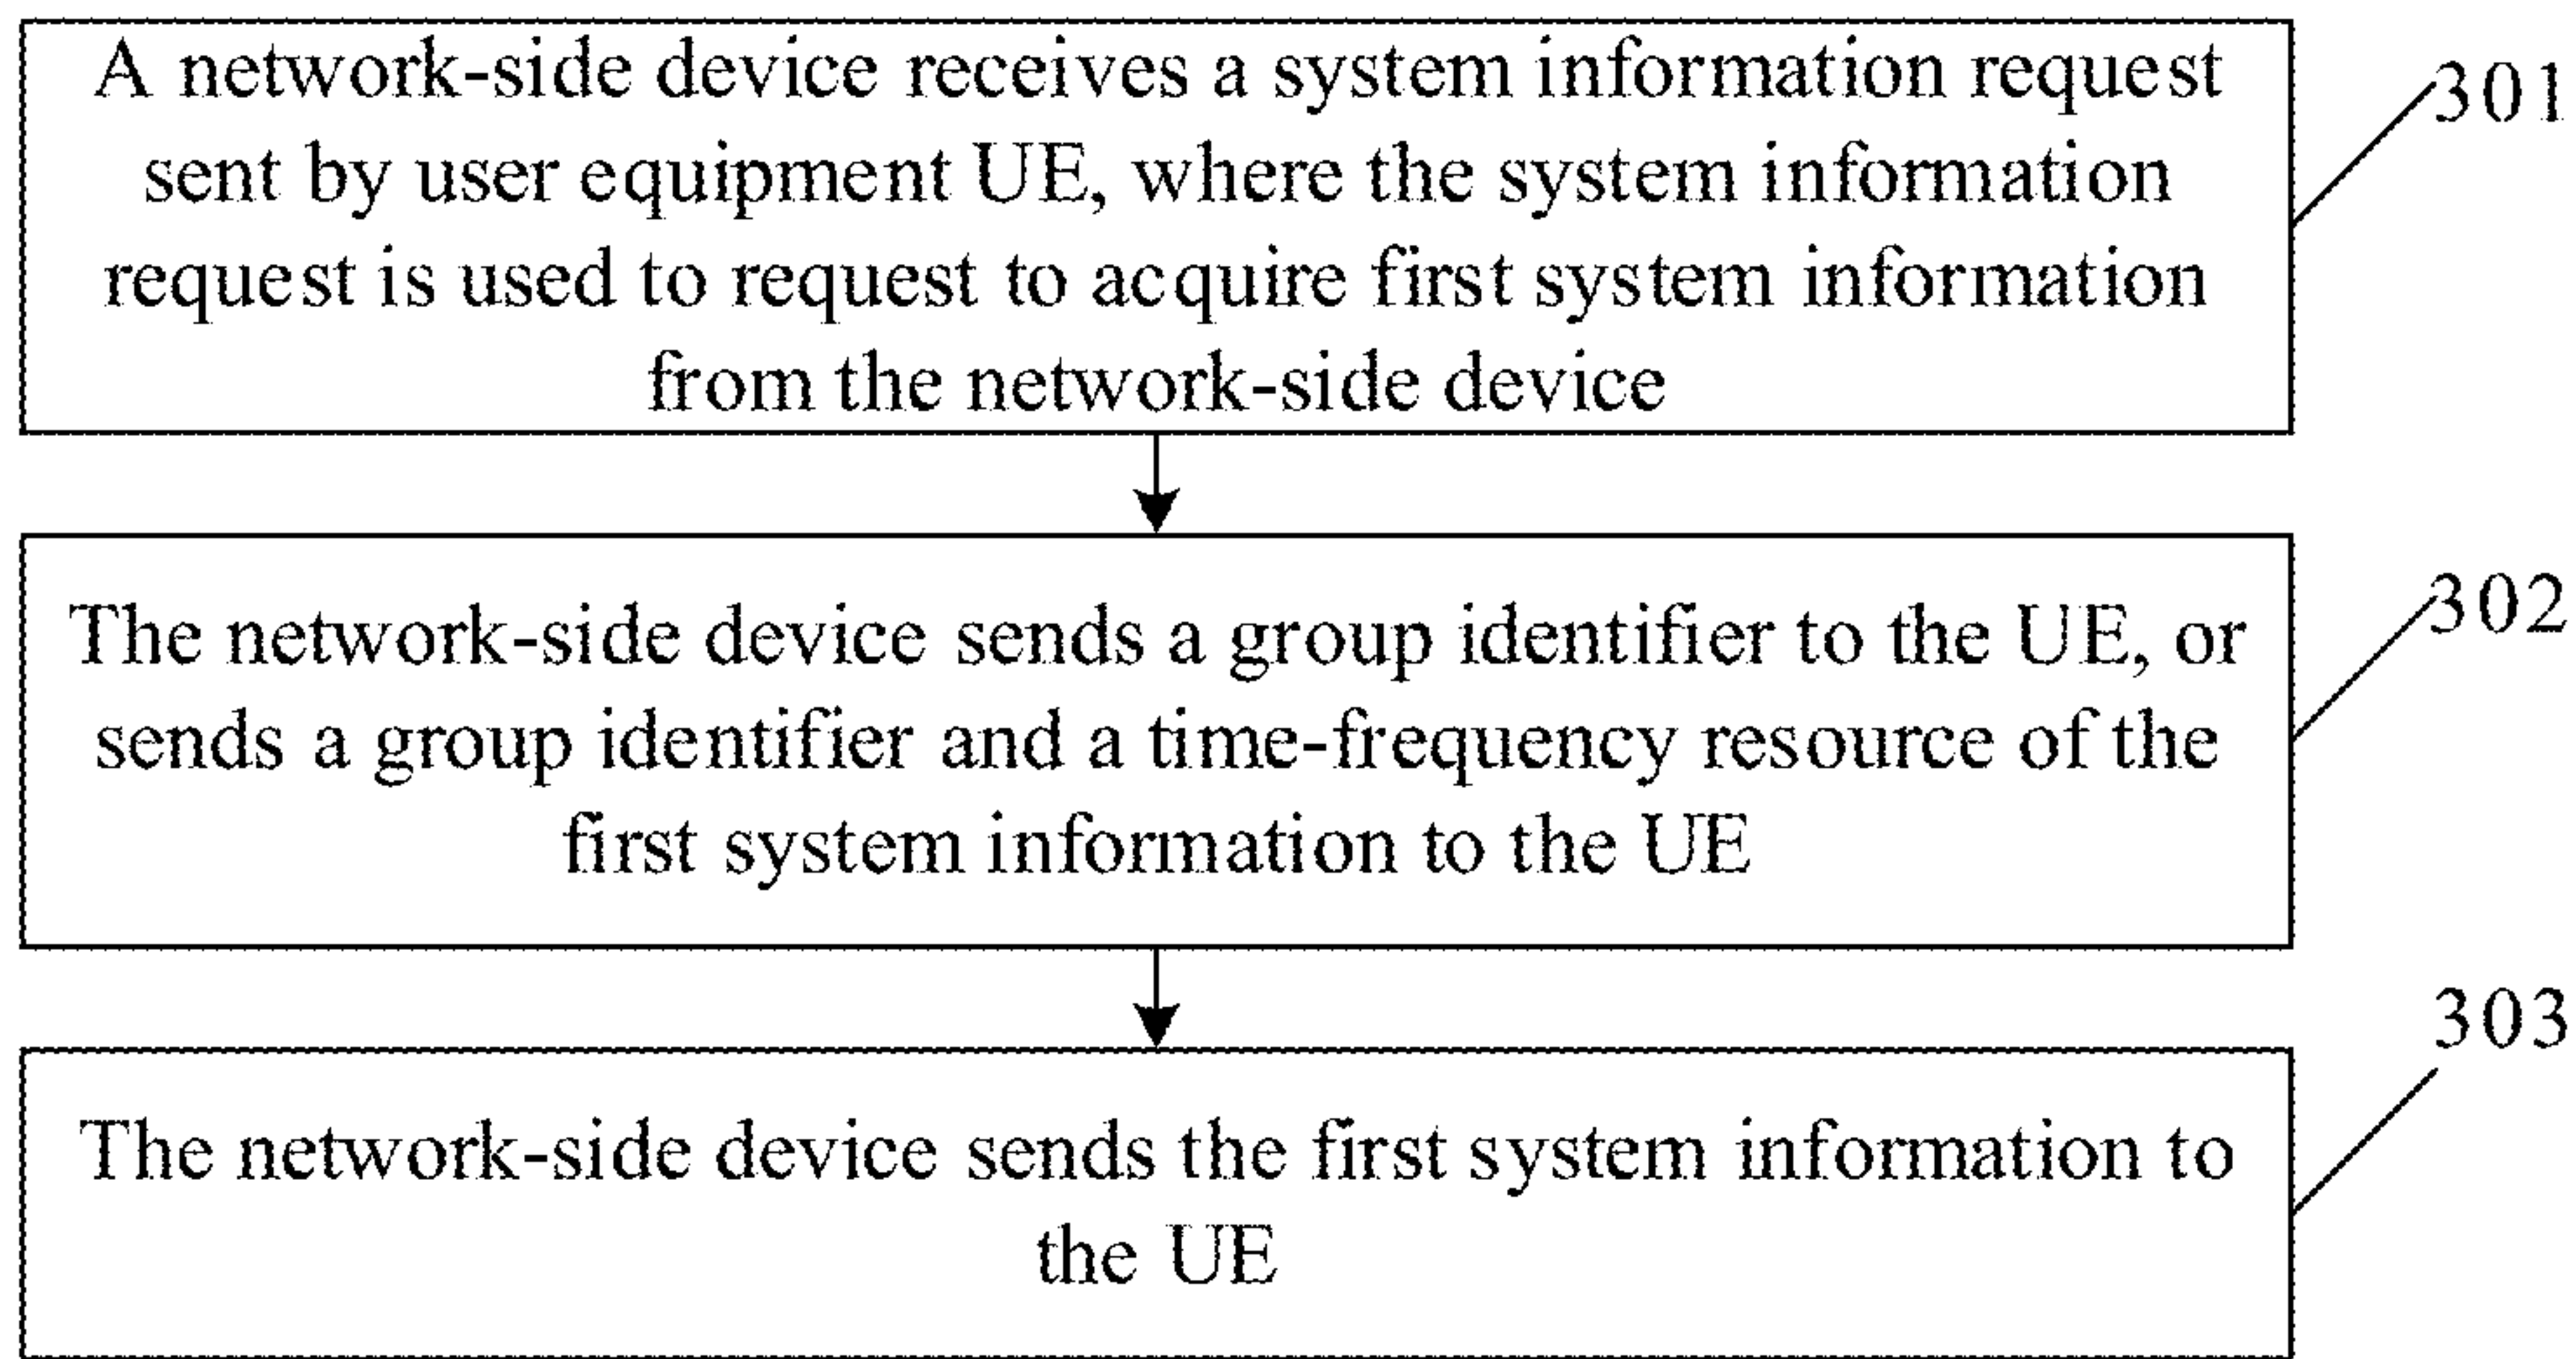 A network-side device receives a system information request
sent by user equipment UE, where the system information
request is used to request to acquire first system information
from the network-side device
301
The network-side device sends a group identifier to the UE, or
sends a group identifier and a time-frequency resource of the
first system information to the UE
302
The network-side device sends the first system information to
the UE
303